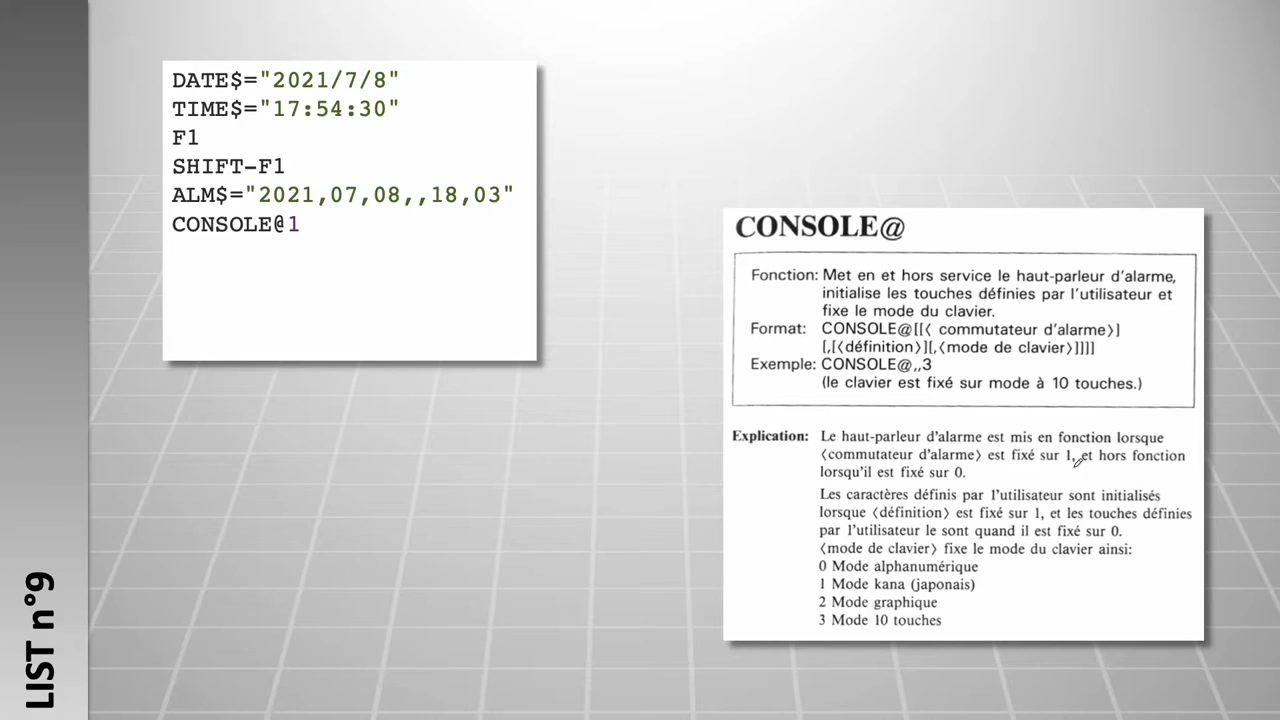 DATE$="2021/7/8"
TIME$="17:54:30"
F1
SHIFT-F1
ALM$="2021,07,08,,18,03"
CONSOLE@1
CONSOLE@
Fonction: Met en et hors service le haut-parleur d'alarme,
initialise les touches définies par l'utilisateur et
fixe le mode du clavier.
Format: CONSOLE@[[〈 commutateur d'alarme〉]
[,[〈définition〉][,〈mode de clavier〉]]]]
Exemple: CONSOLE@,,3
(le clavier est fixé sur mode à 10 touches.)
Explication: Le haut-parleur d'alarme est mis en fonction lorsque
〈commutateur d'alarme〉 est fixé sur 1, et hors fonction
lorsqu'il est fixé sur 0.
Les caractères définis par l'utilisateur sont initialisés
lorsque 〈définition〉 est fixé sur 1, et les touches définies
par l'utilisateur le sont quand il est fixé sur 0.
〈mode de clavier〉 fixe le mode du clavier ainsi:
0 Mode alphanumérique
1 Mode kana (japonais)
2 Mode graphique
3 Mode 10 touches
LIST n°9